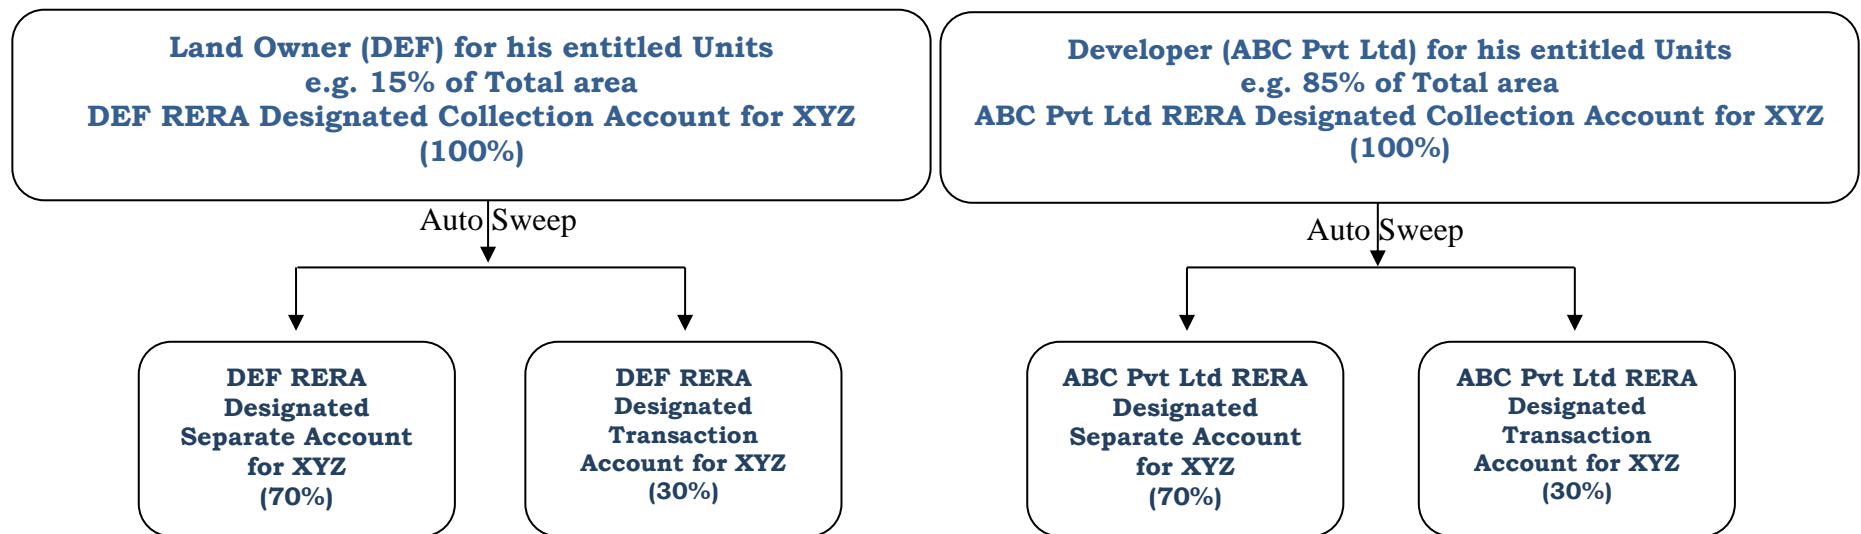 Land Owner (DEF) for his entitled Units
e.g. 15% of Total area
DEF RERA Designated Collection Account for XYZ
(100%)
Developer (ABC Pvt Ltd) for his entitled Units
e.g. 85% of Total area
ABC Pvt Ltd RERA Designated Collection Account for XYZ
(100%)
Auto Sweep
Auto Sweep
DEF RERA
Designated
Separate Account
for XYZ
(70%)
DEF RERA
Designated
Transaction
Account for XYZ
(30%)
ABC Pvt Ltd RERA
Designated
Separate Account
for XYZ
(70%)
ABC Pvt Ltd RERA
Designated
Transaction
Account for XYZ
(30%)